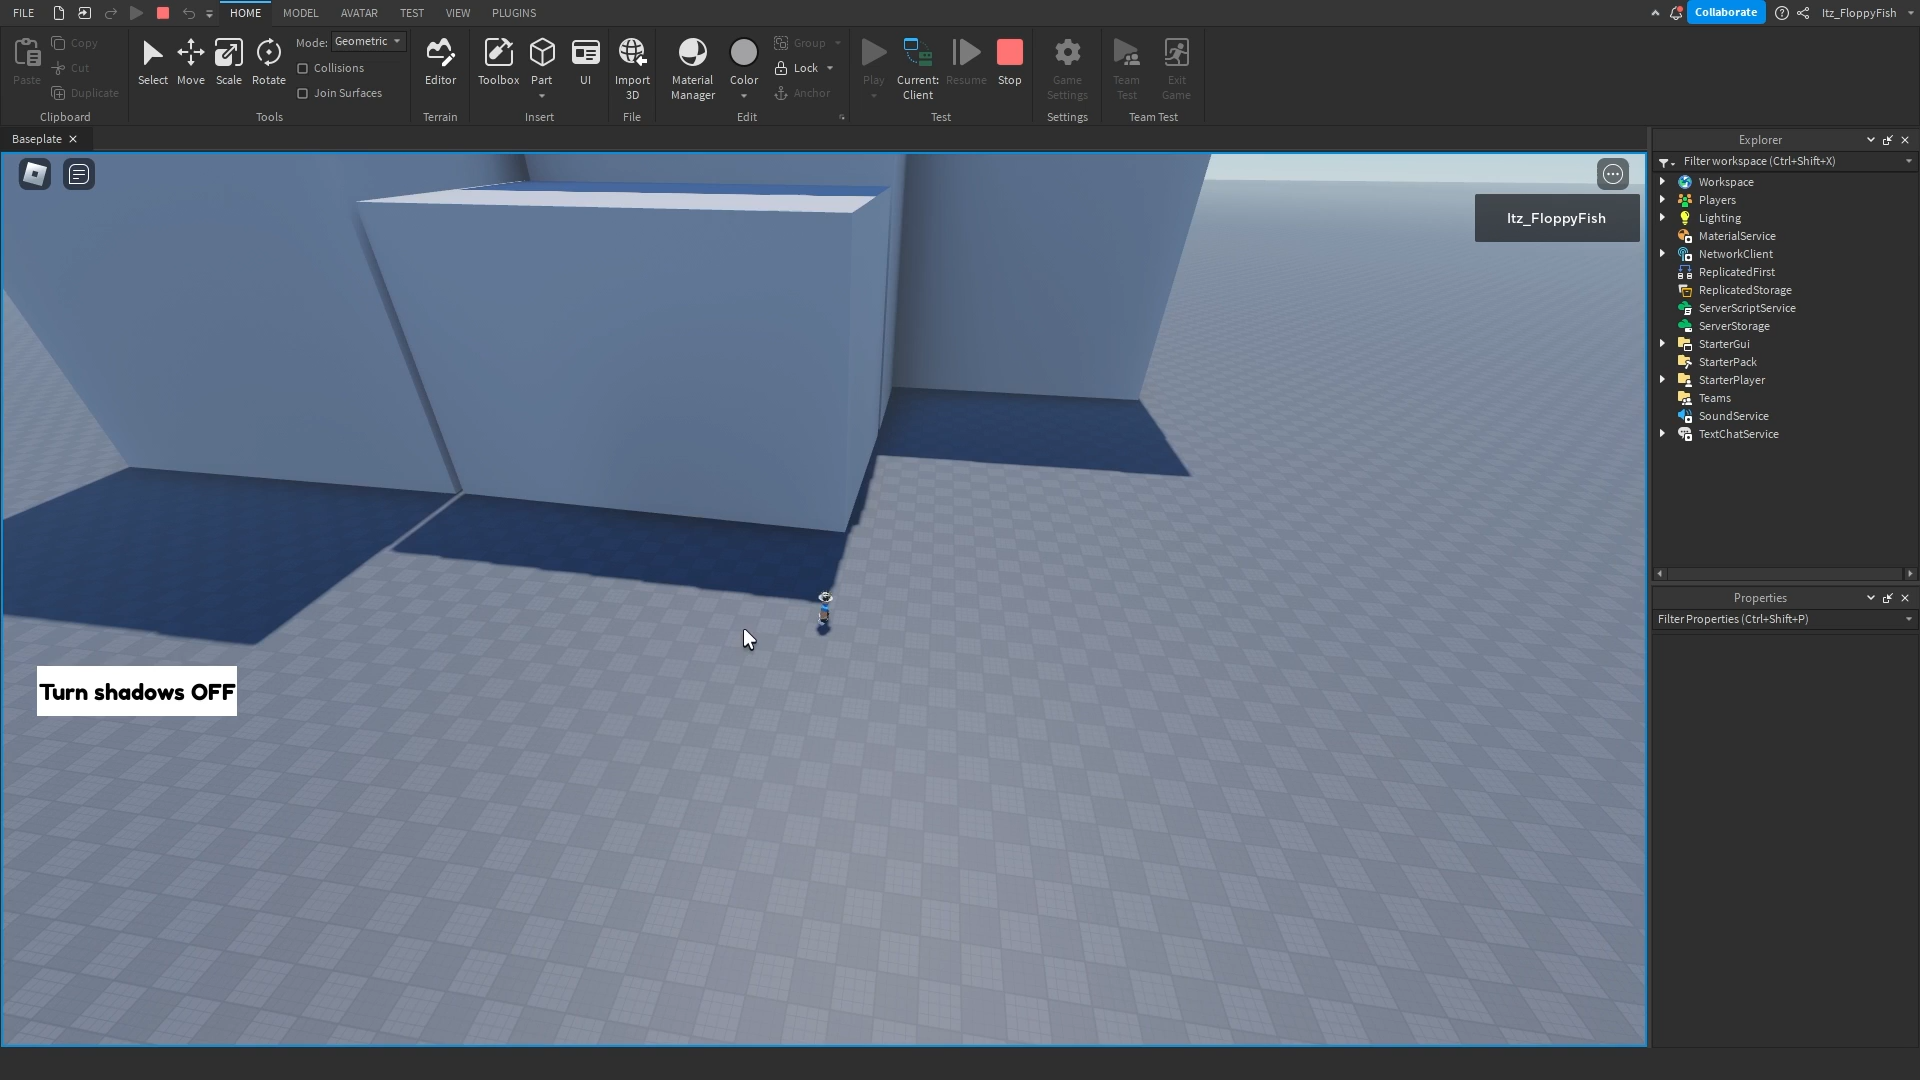 FILE
HOME
MODEL
AVATAR
TEST
VIEW
PLUGINS
Collaborate
Itz_FloppyFish
Paste
Copy
Cut
Duplicate
Clipboard
Select
Move
Scale
Rotate
Mode: Geometric
Collisions
Join Surfaces
Tools
Editor
Terrain
Toolbox
Part
UI
Insert
Import
3D
File
Material
Manager
Color
Group
Lock
Anchor
Edit
Play
Current:
Client
Resume
Stop
Test
Game
Settings
Settings
Team
Test
Exit
Game
Team Test
Baseplate
Itz_FloppyFish
Turn shadows OFF
Explorer
Filter workspace (Ctrl+Shift+X)
Workspace
Players
Lighting
MaterialService
NetworkClient
ReplicatedFirst
ReplicatedStorage
ServerScriptService
ServerStorage
StarterGui
StarterPack
StarterPlayer
Teams
SoundService
TextChatService
Properties
Filter Properties (Ctrl+Shift+P)